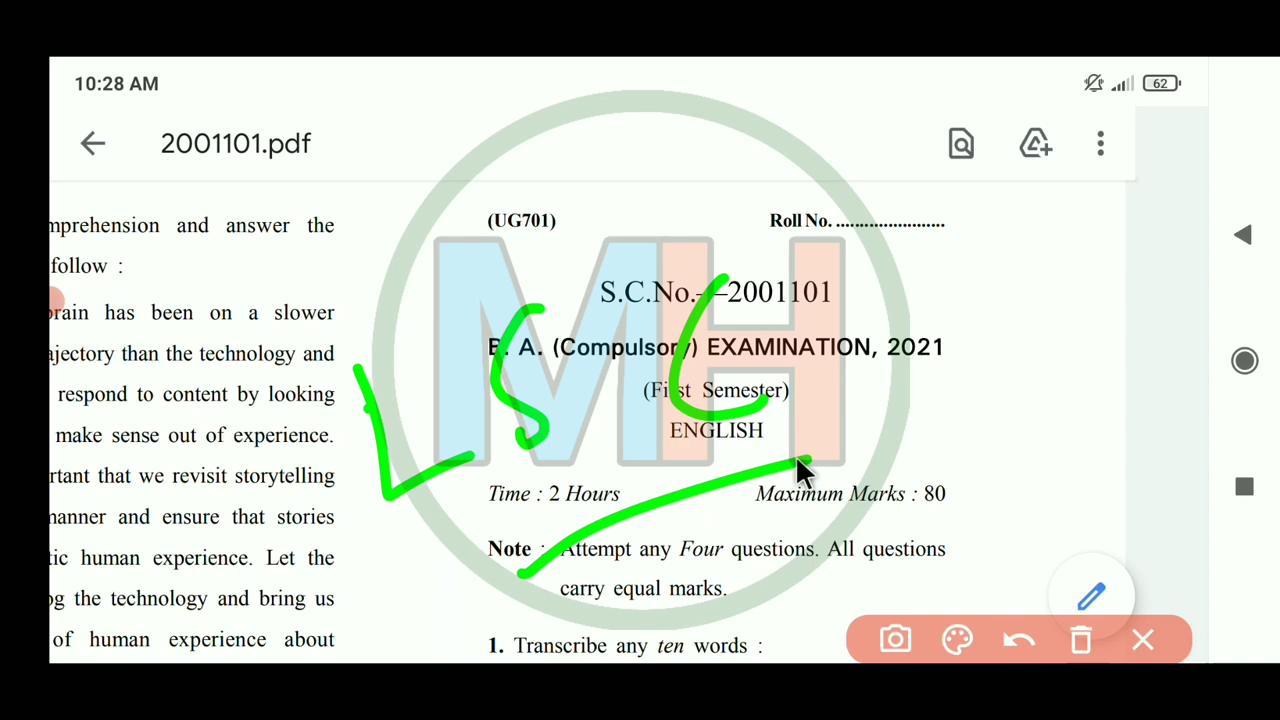 10:28 AM
62
2001101.pdf
mprehension and answer the
follow :
brain has been on a slower
ajectory than the technology and
respond to content by looking
make sense out of experience.
rtant that we revisit storytelling
manner and ensure that stories
tic human experience. Let the
og the technology and bring us
of human experience about
(UG701) Roll No. .......................
S.C.No.-–2001101
B. A. (Compulsory) EXAMINATION, 2021
(First Semester)
ENGLISH
Time : 2 Hours Maximum Marks : 80
Note : Attempt any Four questions. All questions
carry equal marks.
1. Transcribe any ten words :
MH